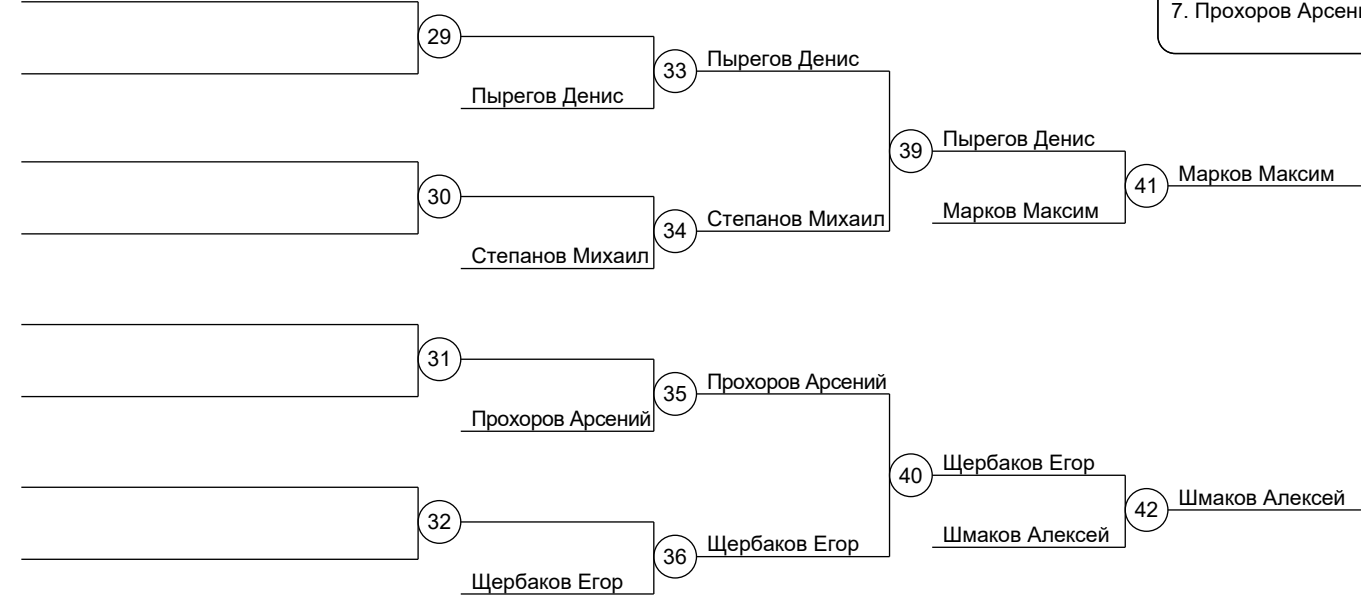 7. Прохоров Арсени
29
33
Пырегов Денис
Пырегов Денис
39
Пырегов Денис
41
Марков Максим
30
34
Степанов Михаил
Марков Максим
Степанов Михаил
31
35
Прохоров Арсений
Прохоров Арсений
40
Щербаков Егор
42
Шмаков Алексей
32
36
Щербаков Егор
Шмаков Алексей
Щербаков Егор